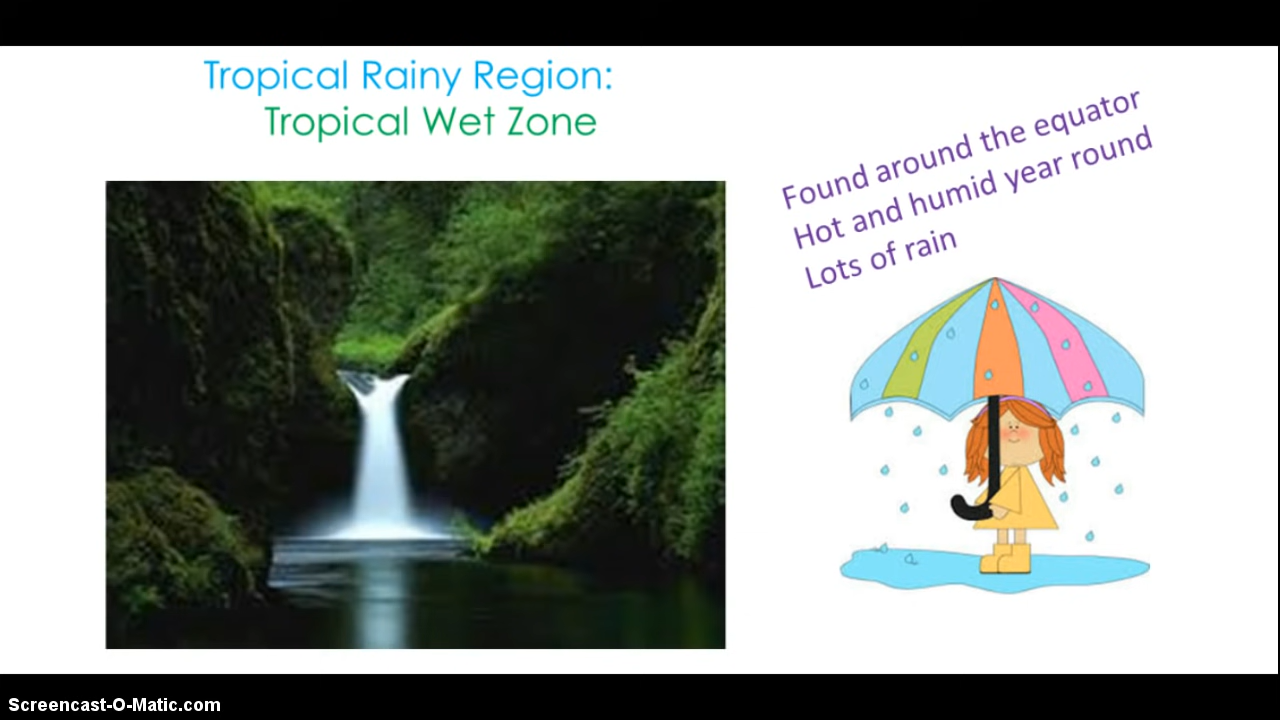 Tropical Rainy Region:
Tropical Wet Zone
Found around the equator
Hot and humid year round
Lots of rain
Screencast-O-Matic.com